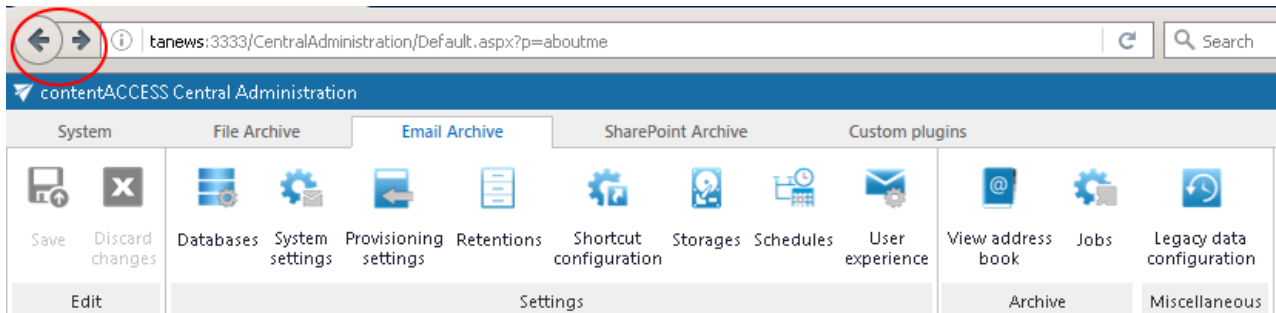 tanews:3333/CentralAdministration/Default.aspx?p=aboutme
Search
contentACCESS Central Administration
System
File Archive
Email Archive
SharePoint Archive
Custom plugins
Save
Discard
changes
Databases
System
settings
Provisioning
settings
Retentions
Shortcut
configuration
Storages
Schedules
User
experience
View address
book
Jobs
Legacy data
configuration
Edit
Settings
Archive
Miscellaneous